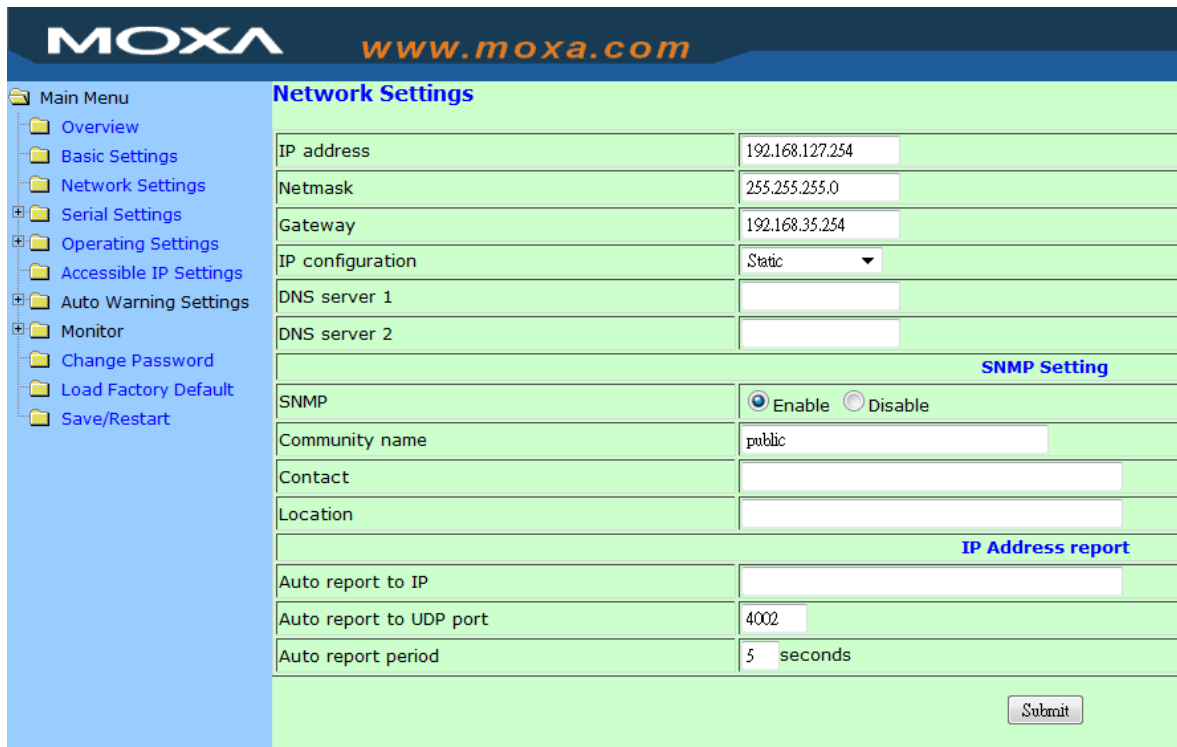 MOXA www.moxa.com
Main Menu
Overview
Basic Settings
Network Settings
Serial Settings
Operating Settings
Accessible IP Settings
Auto Warning Settings
Monitor
Change Password
Load Factory Default
Save/Restart
Network Settings
IP address 192.168.127.254
Netmask 255.255.255.0
Gateway 192.168.35.254
IP configuration Static
DNS server 1
DNS server 2
SNMP Setting
SNMP Enable Disable
Community name public
Contact
Location
IP Address report
Auto report to IP
Auto report to UDP port 4002
Auto report period 5 seconds
Submit